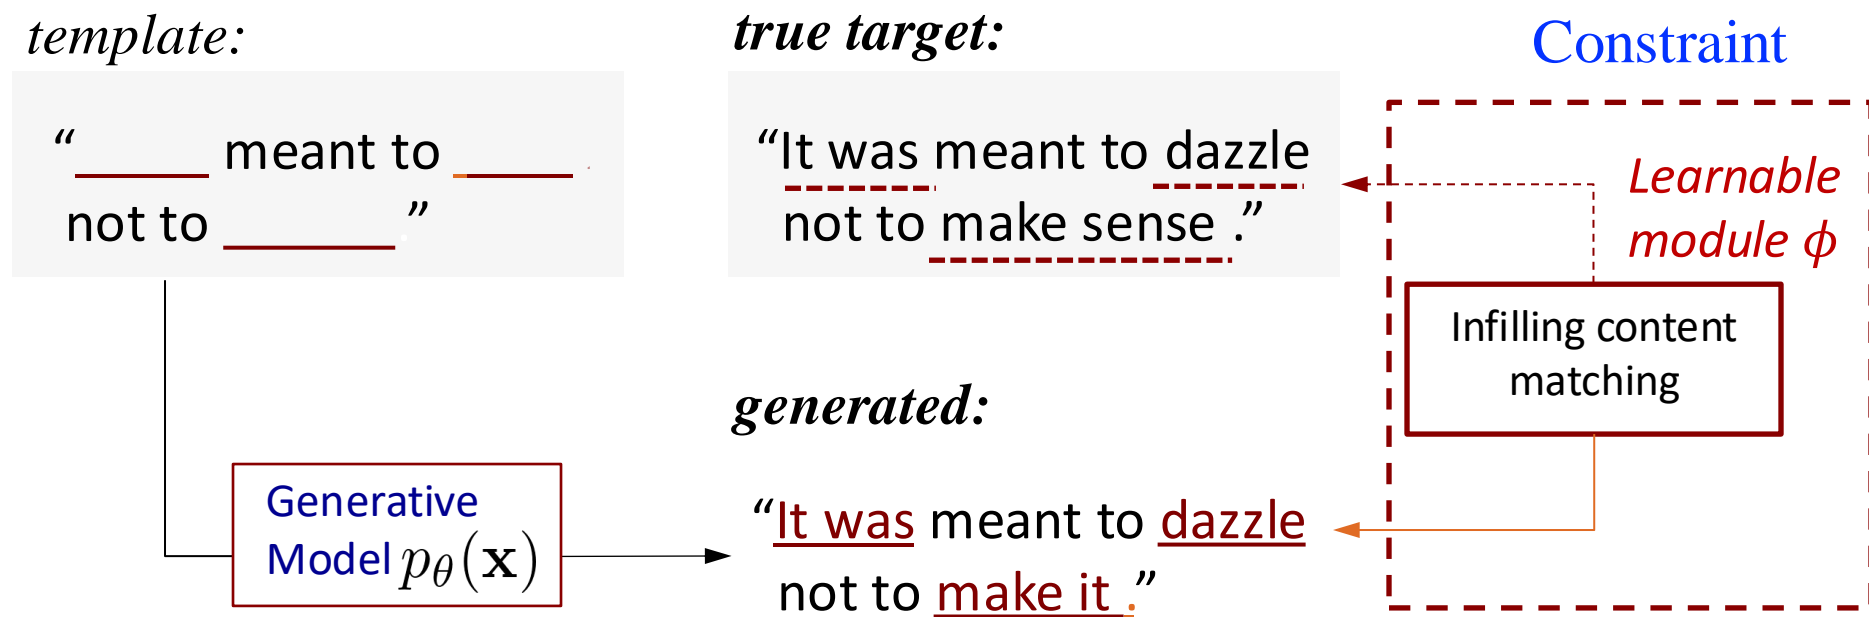 template:
“_____ meant to _____ .
not to ______ .”
true target:
“It was meant to dazzle
not to make sense .”
Constraint
Learnable
module ϕ
Infilling content
matching
generated:
“It was meant to dazzle
not to make it .”
Generative
Model pθ(x)